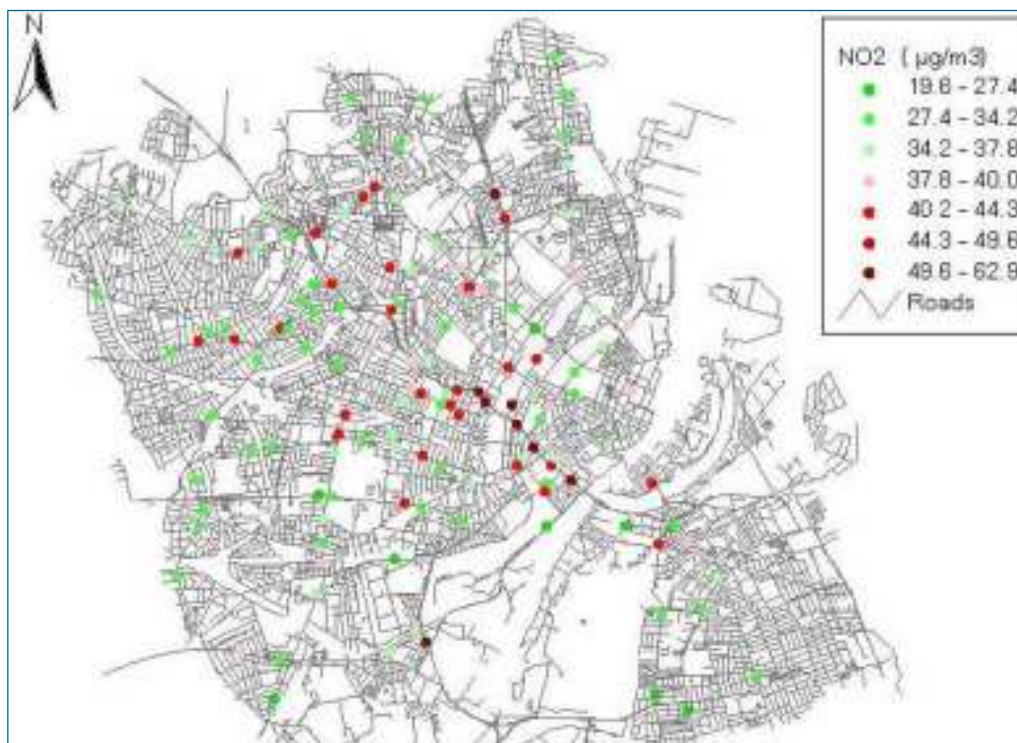 N
NO2 ( µg/m3)
19.6 - 27.4
27.4 - 34.2
34.2 - 37.8
37.8 - 40.0
40.2 - 44.3
44.3 - 49.6
49.6 - 62.9
Roads